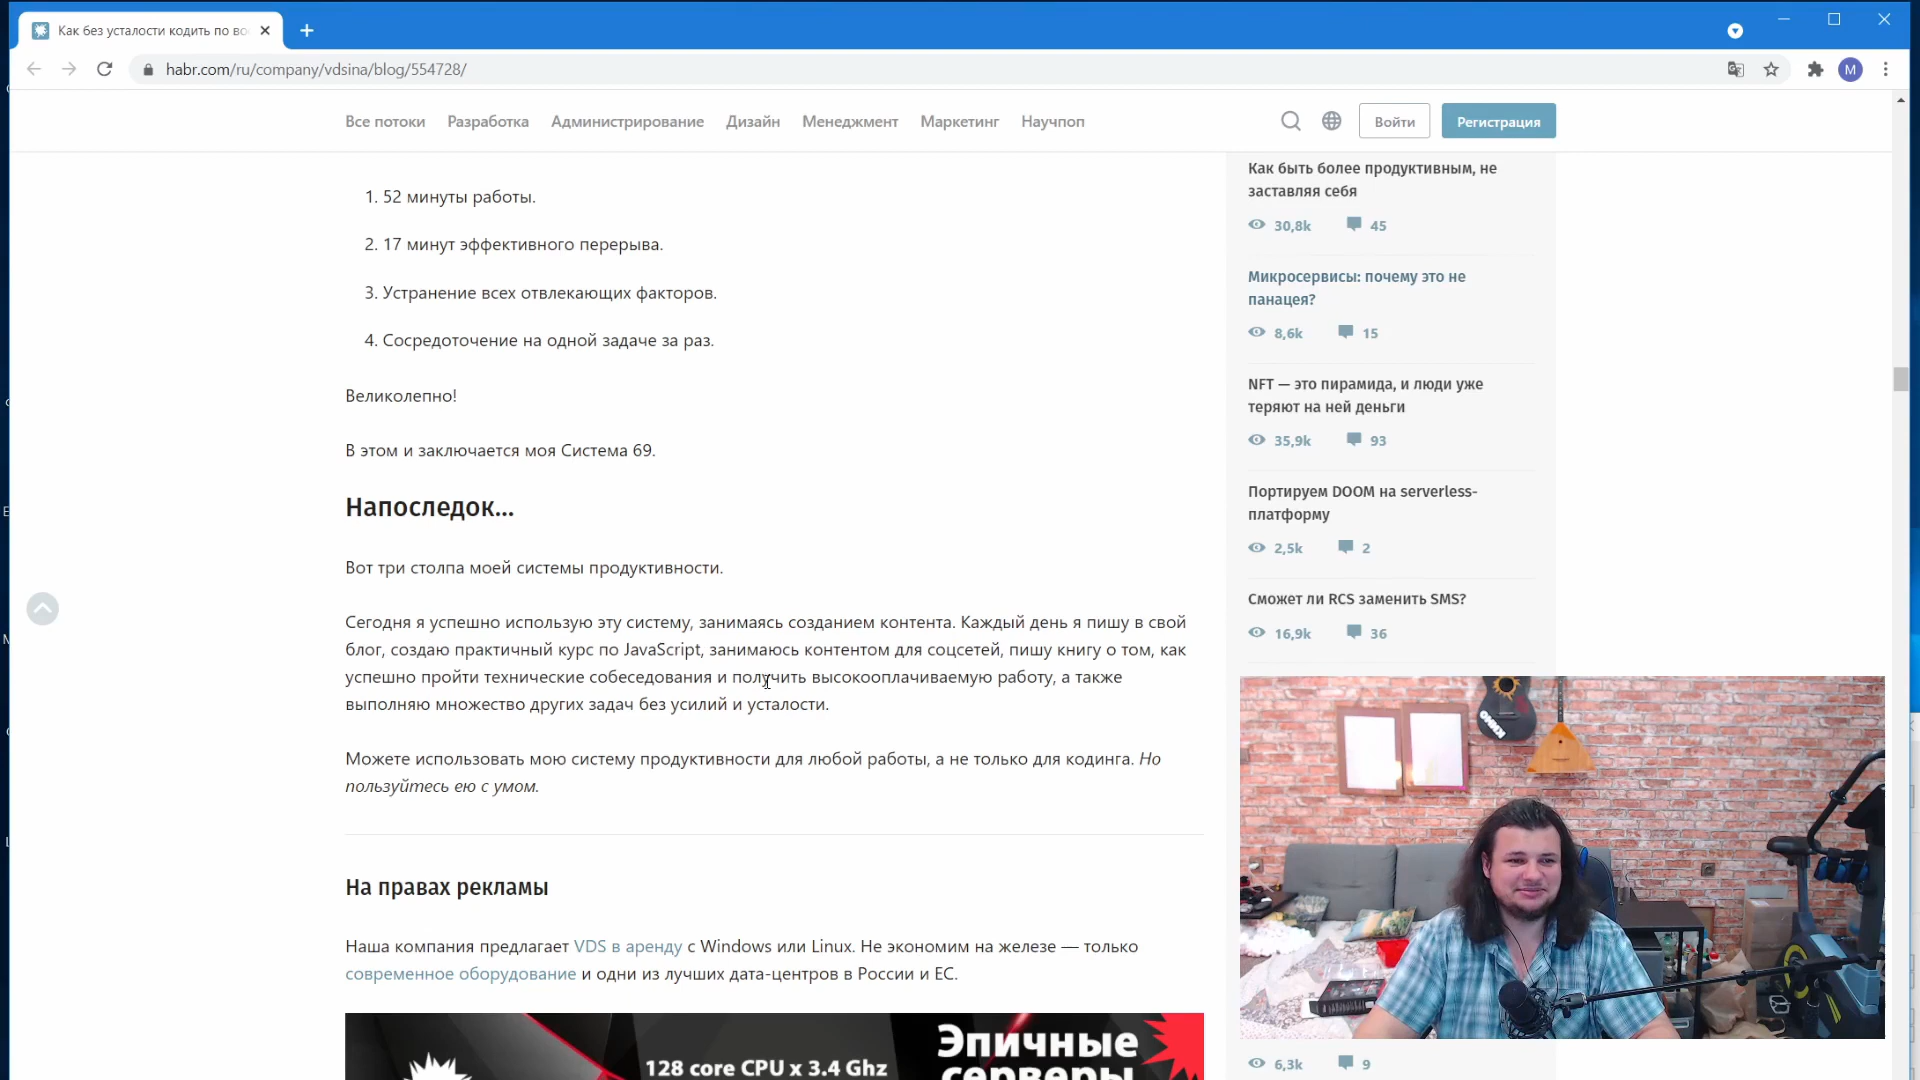 Как без усталости кодить по во
habr.com/ru/company/vdsina/blog/554728/
M
Все потоки Разработка Администрирование Дизайн Менеджмент Маркетинг Научпоп
Войти
Регистрация
1. 52 минуты работы.
2. 17 минут эффективного перерыва.
3. Устранение всех отвлекающих факторов.
4. Сосредоточение на одной задаче за раз.
Великолепно!
В этом и заключается моя Система 69.
Напоследок...
Вот три столпа моей системы продуктивности.
Сегодня я успешно использую эту систему, занимаясь созданием контента. Каждый день я пишу в свой
блог, создаю практичный курс по JavaScript, занимаюсь контентом для соцсетей, пишу книгу о том, как
успешно пройти технические собеседования и получить высокооплачиваемую работу, а также
выполняю множество других задач без усилий и усталости.
Можете использовать мою систему продуктивности для любой работы, а не только для кодинга. Но
пользуйтесь ею с умом.
На правах рекламы
Наша компания предлагает VDS в аренду с Windows или Linux. Не экономим на железе — только
современное оборудование и одни из лучших дата-центров в России и ЕС.
128 core CPU x 3.4 Ghz
Эпичные
серверы
Как быть более продуктивным, не
заставляя себя
30,8k 45
Микросервисы: почему это не
панацея?
8,6k 15
NFT — это пирамида, и люди уже
теряют на ней деньги
35,9k 93
Портируем DOOM на serverless-
платформу
2,5k 2
Сможет ли RCS заменить SMS?
16,9k 36
6,3k 9